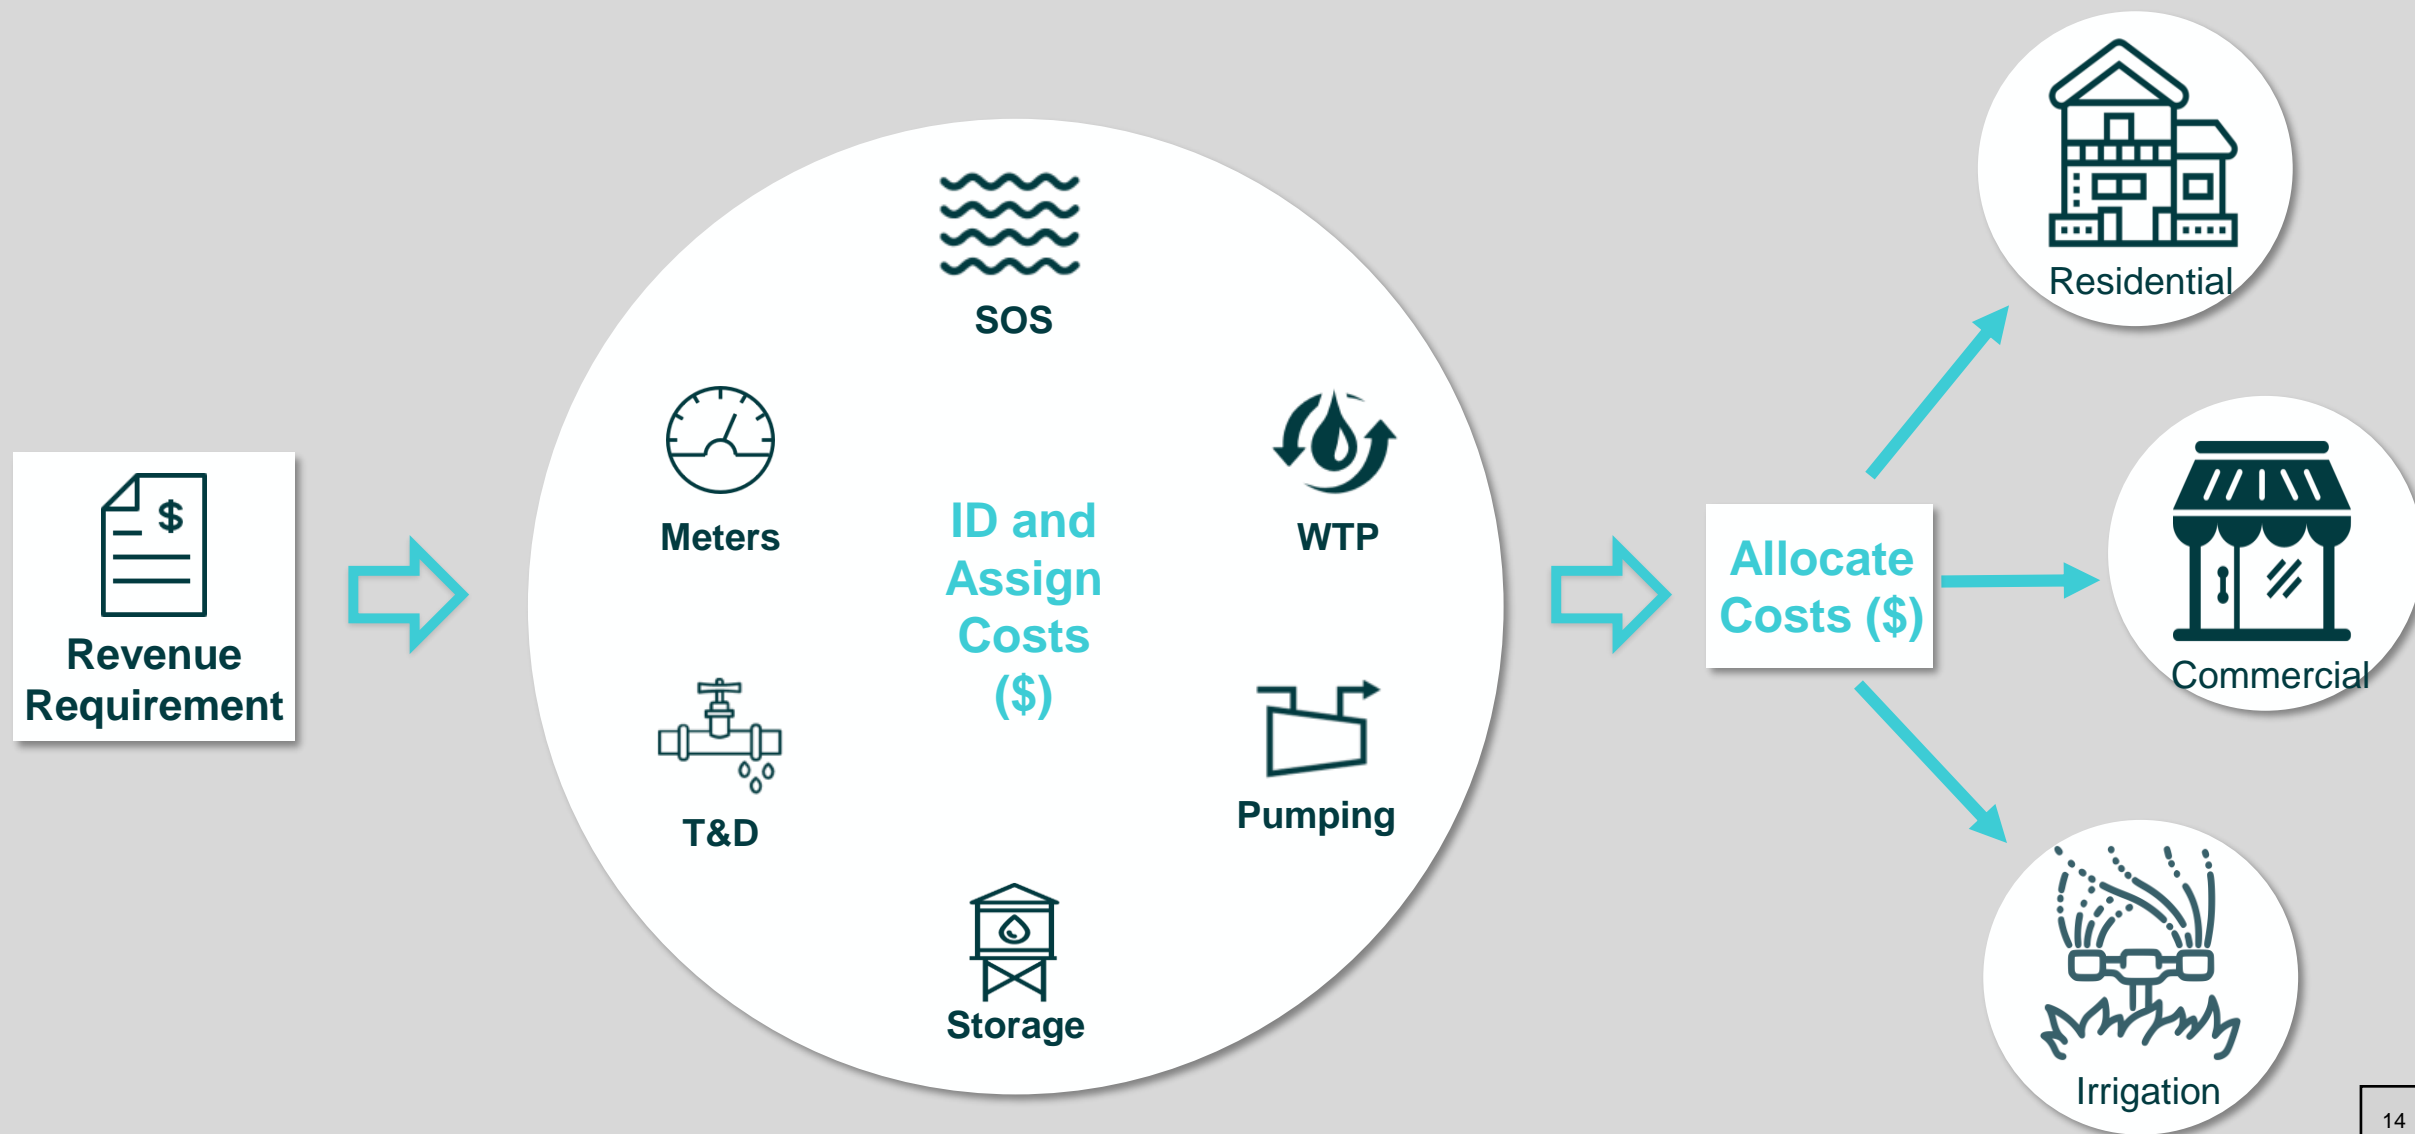 Revenue
Requirement
SOS
Meters
WTP
ID and
Assign
Costs
($)
T&D
Pumping
Storage
Allocate
Costs ($)
Residential
Commercial
Irrigation
$
14